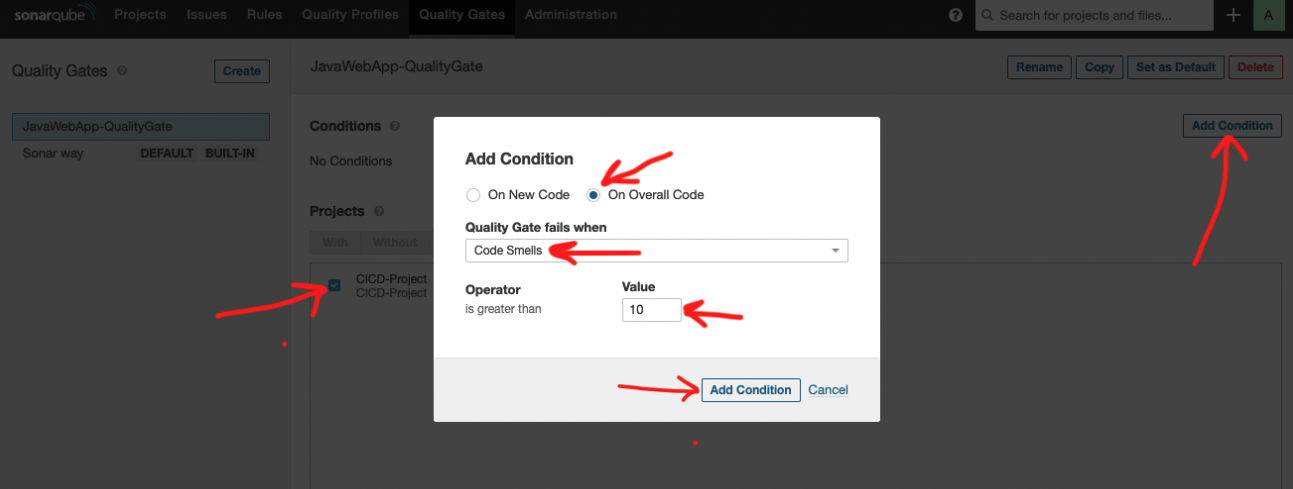 sonarqube Projects Issues Rules Quality Profiles Quality Gates Administration ? Search for projects and files... + A
Quality Gates ? Create
JavaWebApp-QualityGate Rename Copy Set as Default Delete
JavaWebApp-QualityGate
Sonar way DEFAULT BUILT-IN
Conditions ? Add Condition
No Conditions
Projects ?
With Without
CICD-Project
CICD-Project
Add Condition
On New Code On Overall Code
Quality Gate fails when
Code Smells
Operator Value
is greater than 10
Add Condition Cancel